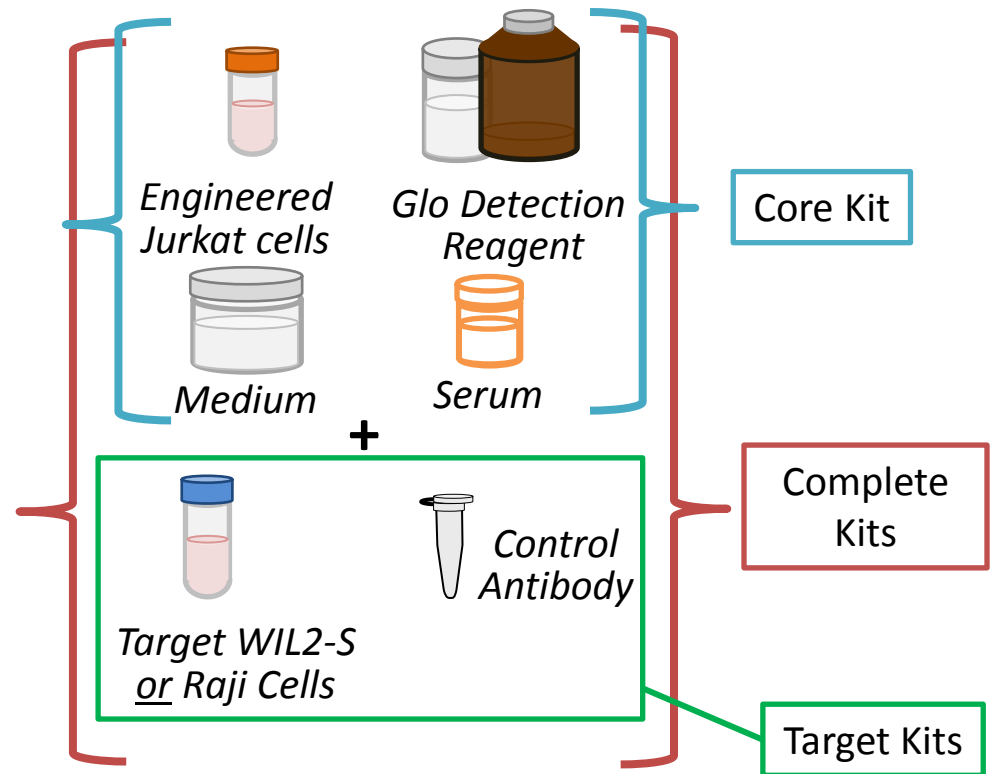 Engineered
Jurkat cells
Glo Detection
Reagent
Core Kit
Medium
Serum
+
Complete
Kits
Control
Antibody
Target WIL2-S
or Raji Cells
Target Kits